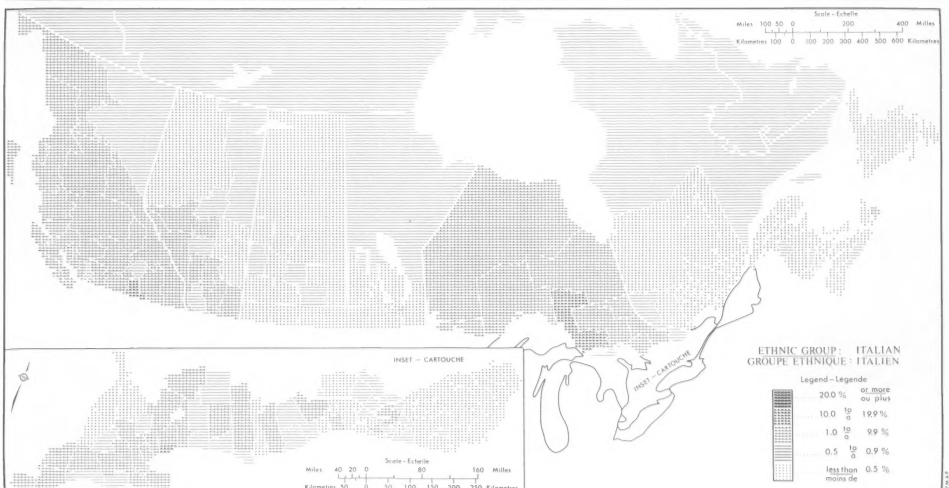 Scale - Echelle
Miles 100 50 0 200 400 Milles
Kilometres 100 0 100 200 300 400 500 600 Kilomètres
INSET – CARTOUCHE
INSET – CARTOUCHE
ETHNIC GROUP: ITALIAN
GROUPE ETHNIQUE: ITALIEN
Legend – Légende
20.0 % or more ou plus
10.0 to à 19.9 %
1.0 to à 9.9 %
0.5 to à 0.9 %
less than moins de 0.5 %
Scale - Echelle
Miles 40 20 0 80 160 Milles
Kilometres 50 0 50 100 150 200 250 Kilomètres